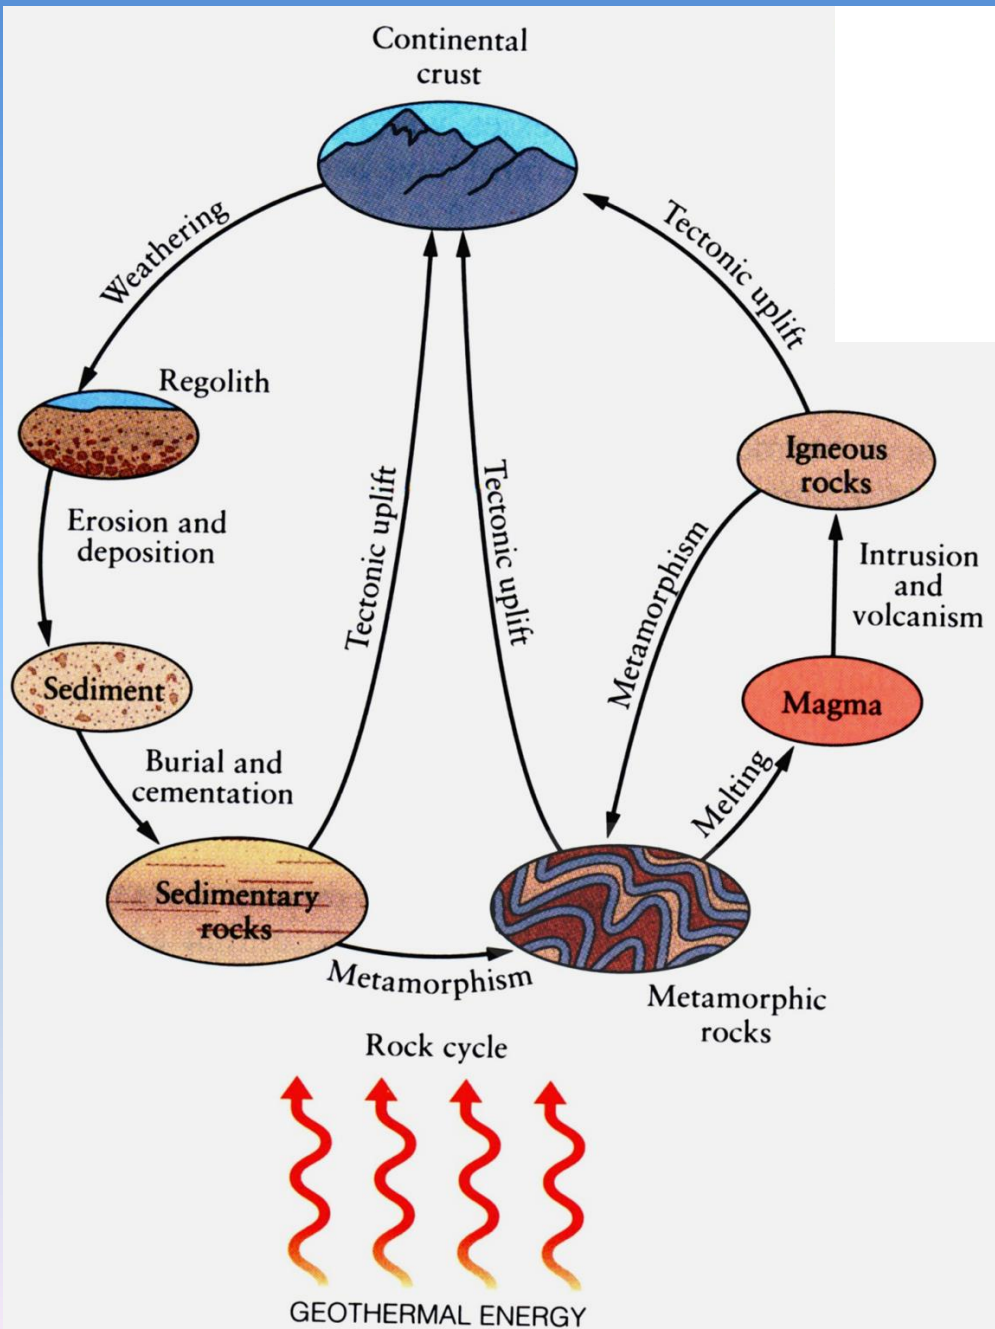 Continental
crust
Weathering
Tectonic uplift
Regolith
Igneous
rocks
Erosion and
deposition
Tectonic uplift
Tectonic uplift
Metamorphism
Intrusion
and
volcanism
Sediment
Magma
Burial and
cementation
Melting
Sedimentary
rocks
Metamorphism
Metamorphic
rocks
Rock cycle
GEOTHERMAL ENERGY